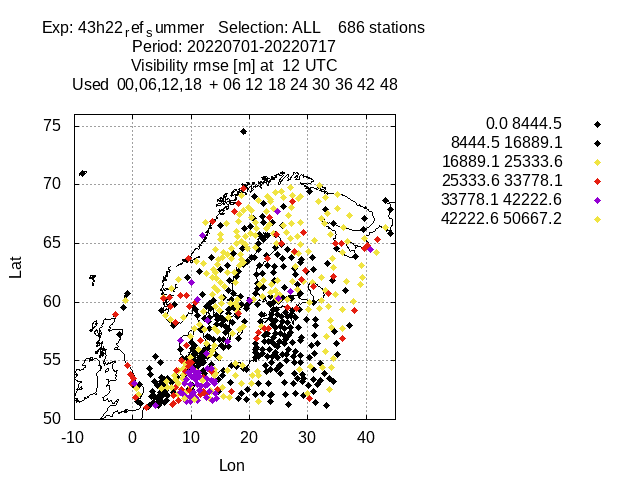 Exp: 43h22refsummer   Selection: ALL    686 stations
Period: 20220701-20220717
Visibility rmse [m] at  12 UTC
Used  00,06,12,18  + 06 12 18 24 30 36 42 48
0.0 8444.5
8444.5 16889.1
16889.1 25333.6
25333.6 33778.1
33778.1 42222.6
42222.6 50667.2
75
70
65
60
55
50
Lat
-10 0 10 20 30 40
Lon